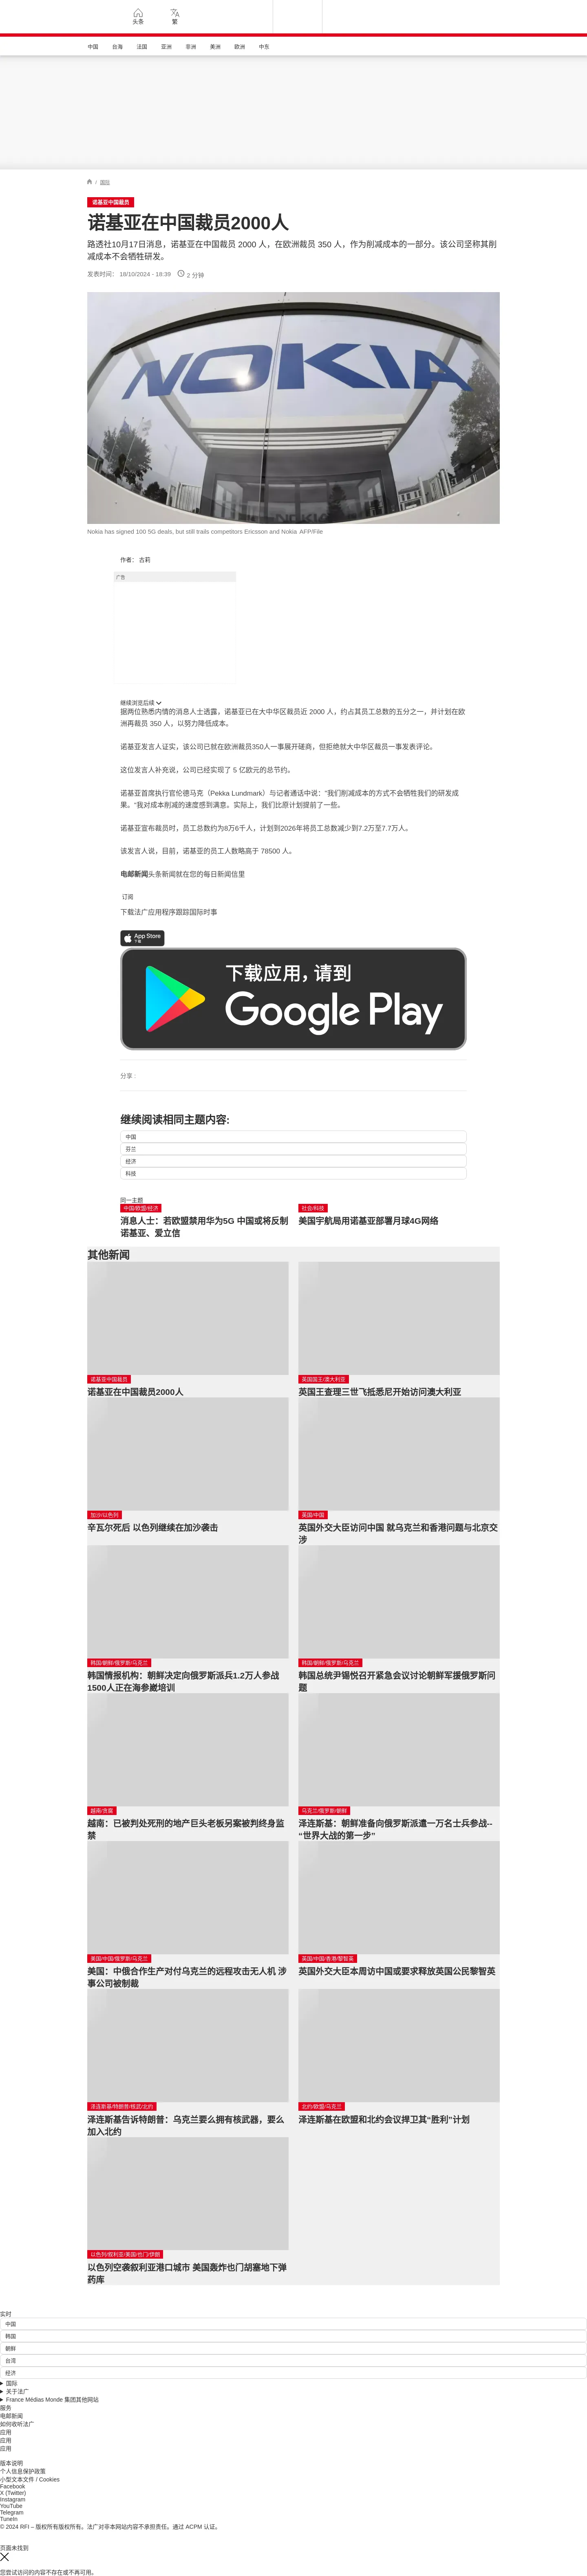 头条
繁
中国 台海 法国 亚洲 非洲 美洲 欧洲 中东
/ 国际
诺基亚中国裁员
诺基亚在中国裁员2000人
路透社10月17日消息，诺基亚在中国裁员 2000 人，在欧洲裁员 350 人，作为削减成本的一部分。该公司坚称其削
减成本不会牺牲研发。
发表时间： 18/10/2024 - 18:39 2 分钟
NOKIA
Nokia has signed 100 5G deals, but still trails competitors Ericsson and Nokia AFP/File
作者： 古莉
广告
继续浏览后续
据两位熟悉内情的消息人士透露，诺基亚已在大中华区裁员近 2000 人，约占其员工总数的五分之一，并计划在欧
洲再裁员 350 人，以努力降低成本。
诺基亚发言人证实，该公司已就在欧洲裁员350人一事展开磋商，但拒绝就大中华区裁员一事发表评论。
这位发言人补充说，公司已经实现了 5 亿欧元的总节约。
诺基亚首席执行官伦德马克（Pekka Lundmark）与记者通话中说："我们削减成本的方式不会牺牲我们的研发成
果。"我对成本削减的速度感到满意。实际上，我们比原计划提前了一些。
诺基亚宣布裁员时，员工总数约为8万6千人，计划到2026年将员工总数减少到7.2万至7.7万人。
该发言人说，目前，诺基亚的员工人数略高于 78500 人。
电邮新闻头条新闻就在您的每日新闻信里
订阅
下载法广应用程序跟踪国际时事
App Store
下载
下载应用，请到
Google Play
分享 :
继续阅读相同主题内容:
中国
芬兰
经济
科技
同一主题
中国/欧盟/经济
消息人士：若欧盟禁用华为5G 中国或将反制
诺基亚、爱立信
社会/科技
美国宇航局用诺基亚部署月球4G网络
其他新闻
诺基亚中国裁员
诺基亚在中国裁员2000人
英国国王/澳大利亚
英国王查理三世飞抵悉尼开始访问澳大利亚
加沙/以色列
辛瓦尔死后 以色列继续在加沙袭击
英国/中国
英国外交大臣访问中国 就乌克兰和香港问题与北京交
涉
韩国/朝鲜/俄罗斯/乌克兰
韩国情报机构：朝鲜决定向俄罗斯派兵1.2万人参战
1500人正在海参崴培训
韩国/朝鲜/俄罗斯/乌克兰
韩国总统尹锡悦召开紧急会议讨论朝鲜军援俄罗斯问
题
越南/贪腐
越南：已被判处死刑的地产巨头老板另案被判终身监
禁
乌克兰/俄罗斯/朝鲜
泽连斯基：朝鲜准备向俄罗斯派遣一万名士兵参战--
“世界大战的第一步”
美国/中国/俄罗斯/乌克兰
美国：中俄合作生产对付乌克兰的远程攻击无人机 涉
事公司被制裁
英国/中国/香港/黎智英
英国外交大臣本周访中国或要求释放英国公民黎智英
泽连斯基/特朗普/核武/北约
泽连斯基告诉特朗普：乌克兰要么拥有核武器，要么
加入北约
北约/欧盟/乌克兰
泽连斯基在欧盟和北约会议捍卫其“胜利”计划
以色列/叙利亚/美国/也门/伊朗
以色列空袭叙利亚港口城市 美国轰炸也门胡塞地下弹
药库
实时
中国
韩国
朝鲜
台湾
经济
国际
关于法广
France Médias Monde 集团其他网站
服务
电邮新闻
如何收听法广
应用
应用
应用
版本说明
个人信息保护政策
小型文本文件 / Cookies
Facebook
X (Twitter)
Instagram
YouTube
Telegram
TuneIn
© 2024 RFI – 版权所有版权所有。法广对非本网站内容不承担责任。通过 ACPM 认证。
页面未找到
您尝试访问的内容不存在或不再可用。